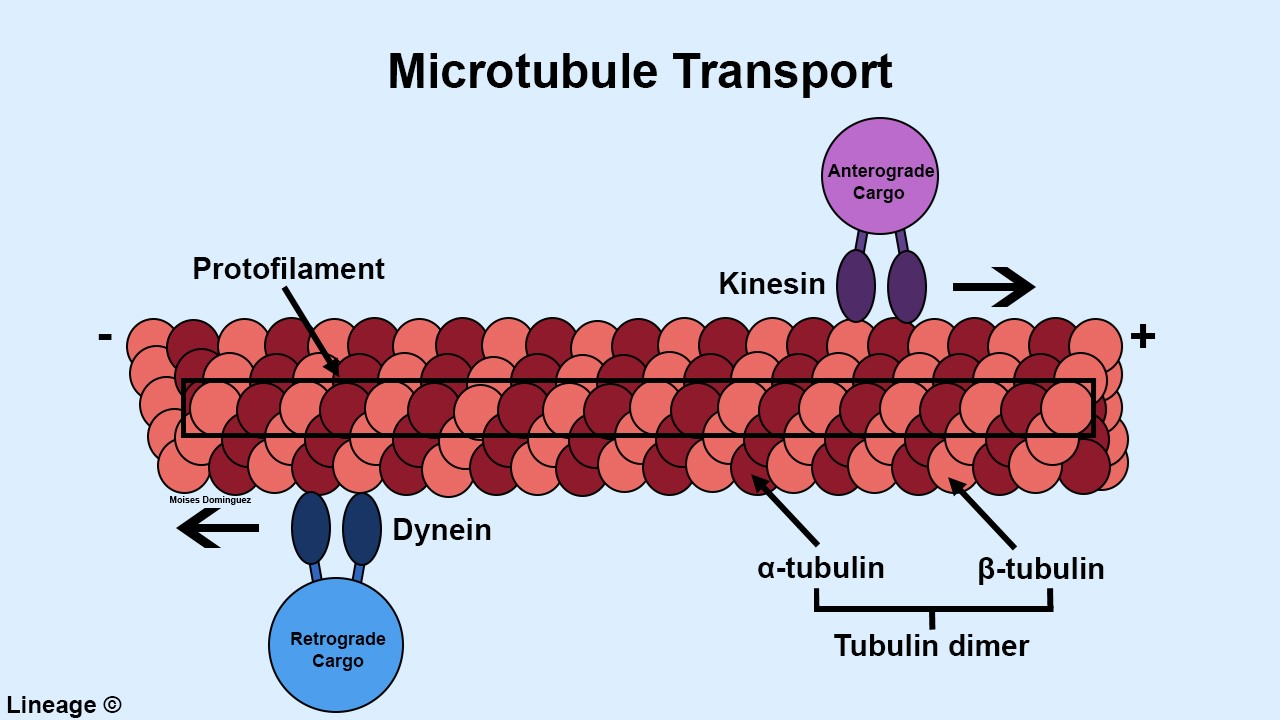 Microtubule Transport
Anterograde
Cargo
Protofilament
Kinesin
-
+
Moises Dominguez
Dynein
α-tubulin
β-tubulin
Retrograde
Cargo
Tubulin dimer
Lineage ©